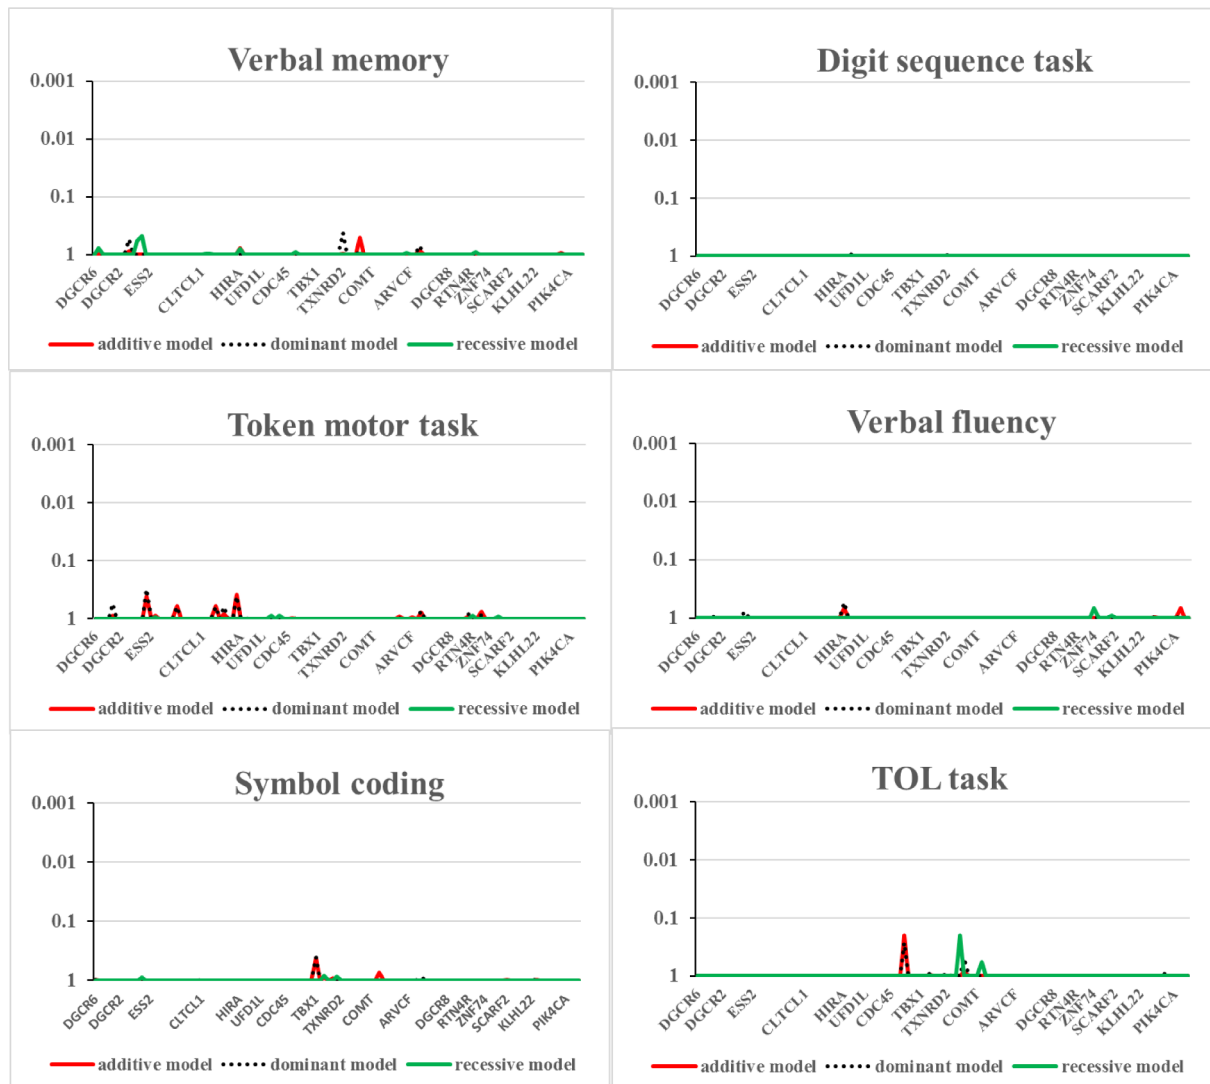 Verbal memory
0.001
0.01
0.1
1
DGCR6
DGCR2
ESS2
CLTCL1
HIRA
UFD1L
CDC45
TBX1
TXNRD2
COMT
ARVCF
DGCR8
RTN4R
ZNF74
SCARF2
KLHL22
PIK4CA
additive model dominant model recessive model
Digit sequence task
0.001
0.01
0.1
1
DGCR6
DGCR2
ESS2
CLTCL1
HIRA
UFD1L
CDC45
TBX1
TXNRD2
COMT
ARVCF
DGCR8
RTN4R
ZNF74
SCARF2
KLHL22
PIK4CA
additive model dominant model recessive model
Token motor task
0.001
0.01
0.1
1
DGCR6
DGCR2
ESS2
CLTCL1
HIRA
UFD1L
CDC45
TBX1
TXNRD2
COMT
ARVCF
DGCR8
RTN4R
ZNF74
SCARF2
KLHL22
PIK4CA
additive model dominant model recessive model
Verbal fluency
0.001
0.01
0.1
1
DGCR6
DGCR2
ESS2
CLTCL1
HIRA
UFD1L
CDC45
TBX1
TXNRD2
COMT
ARVCF
DGCR8
RTN4R
ZNF74
SCARF2
KLHL22
PIK4CA
additive model dominant model recessive model
Symbol coding
0.001
0.01
0.1
1
DGCR6
DGCR2
ESS2
CLTCL1
HIRA
UFD1L
CDC45
TBX1
TXNRD2
COMT
ARVCF
DGCR8
RTN4R
ZNF74
SCARF2
KLHL22
PIK4CA
additive model dominant model recessive model
TOL task
0.001
0.01
0.1
1
DGCR6
DGCR2
ESS2
CLTCL1
HIRA
UFD1L
CDC45
TBX1
TXNRD2
COMT
ARVCF
DGCR8
RTN4R
ZNF74
SCARF2
KLHL22
PIK4CA
additive model dominant model recessive model